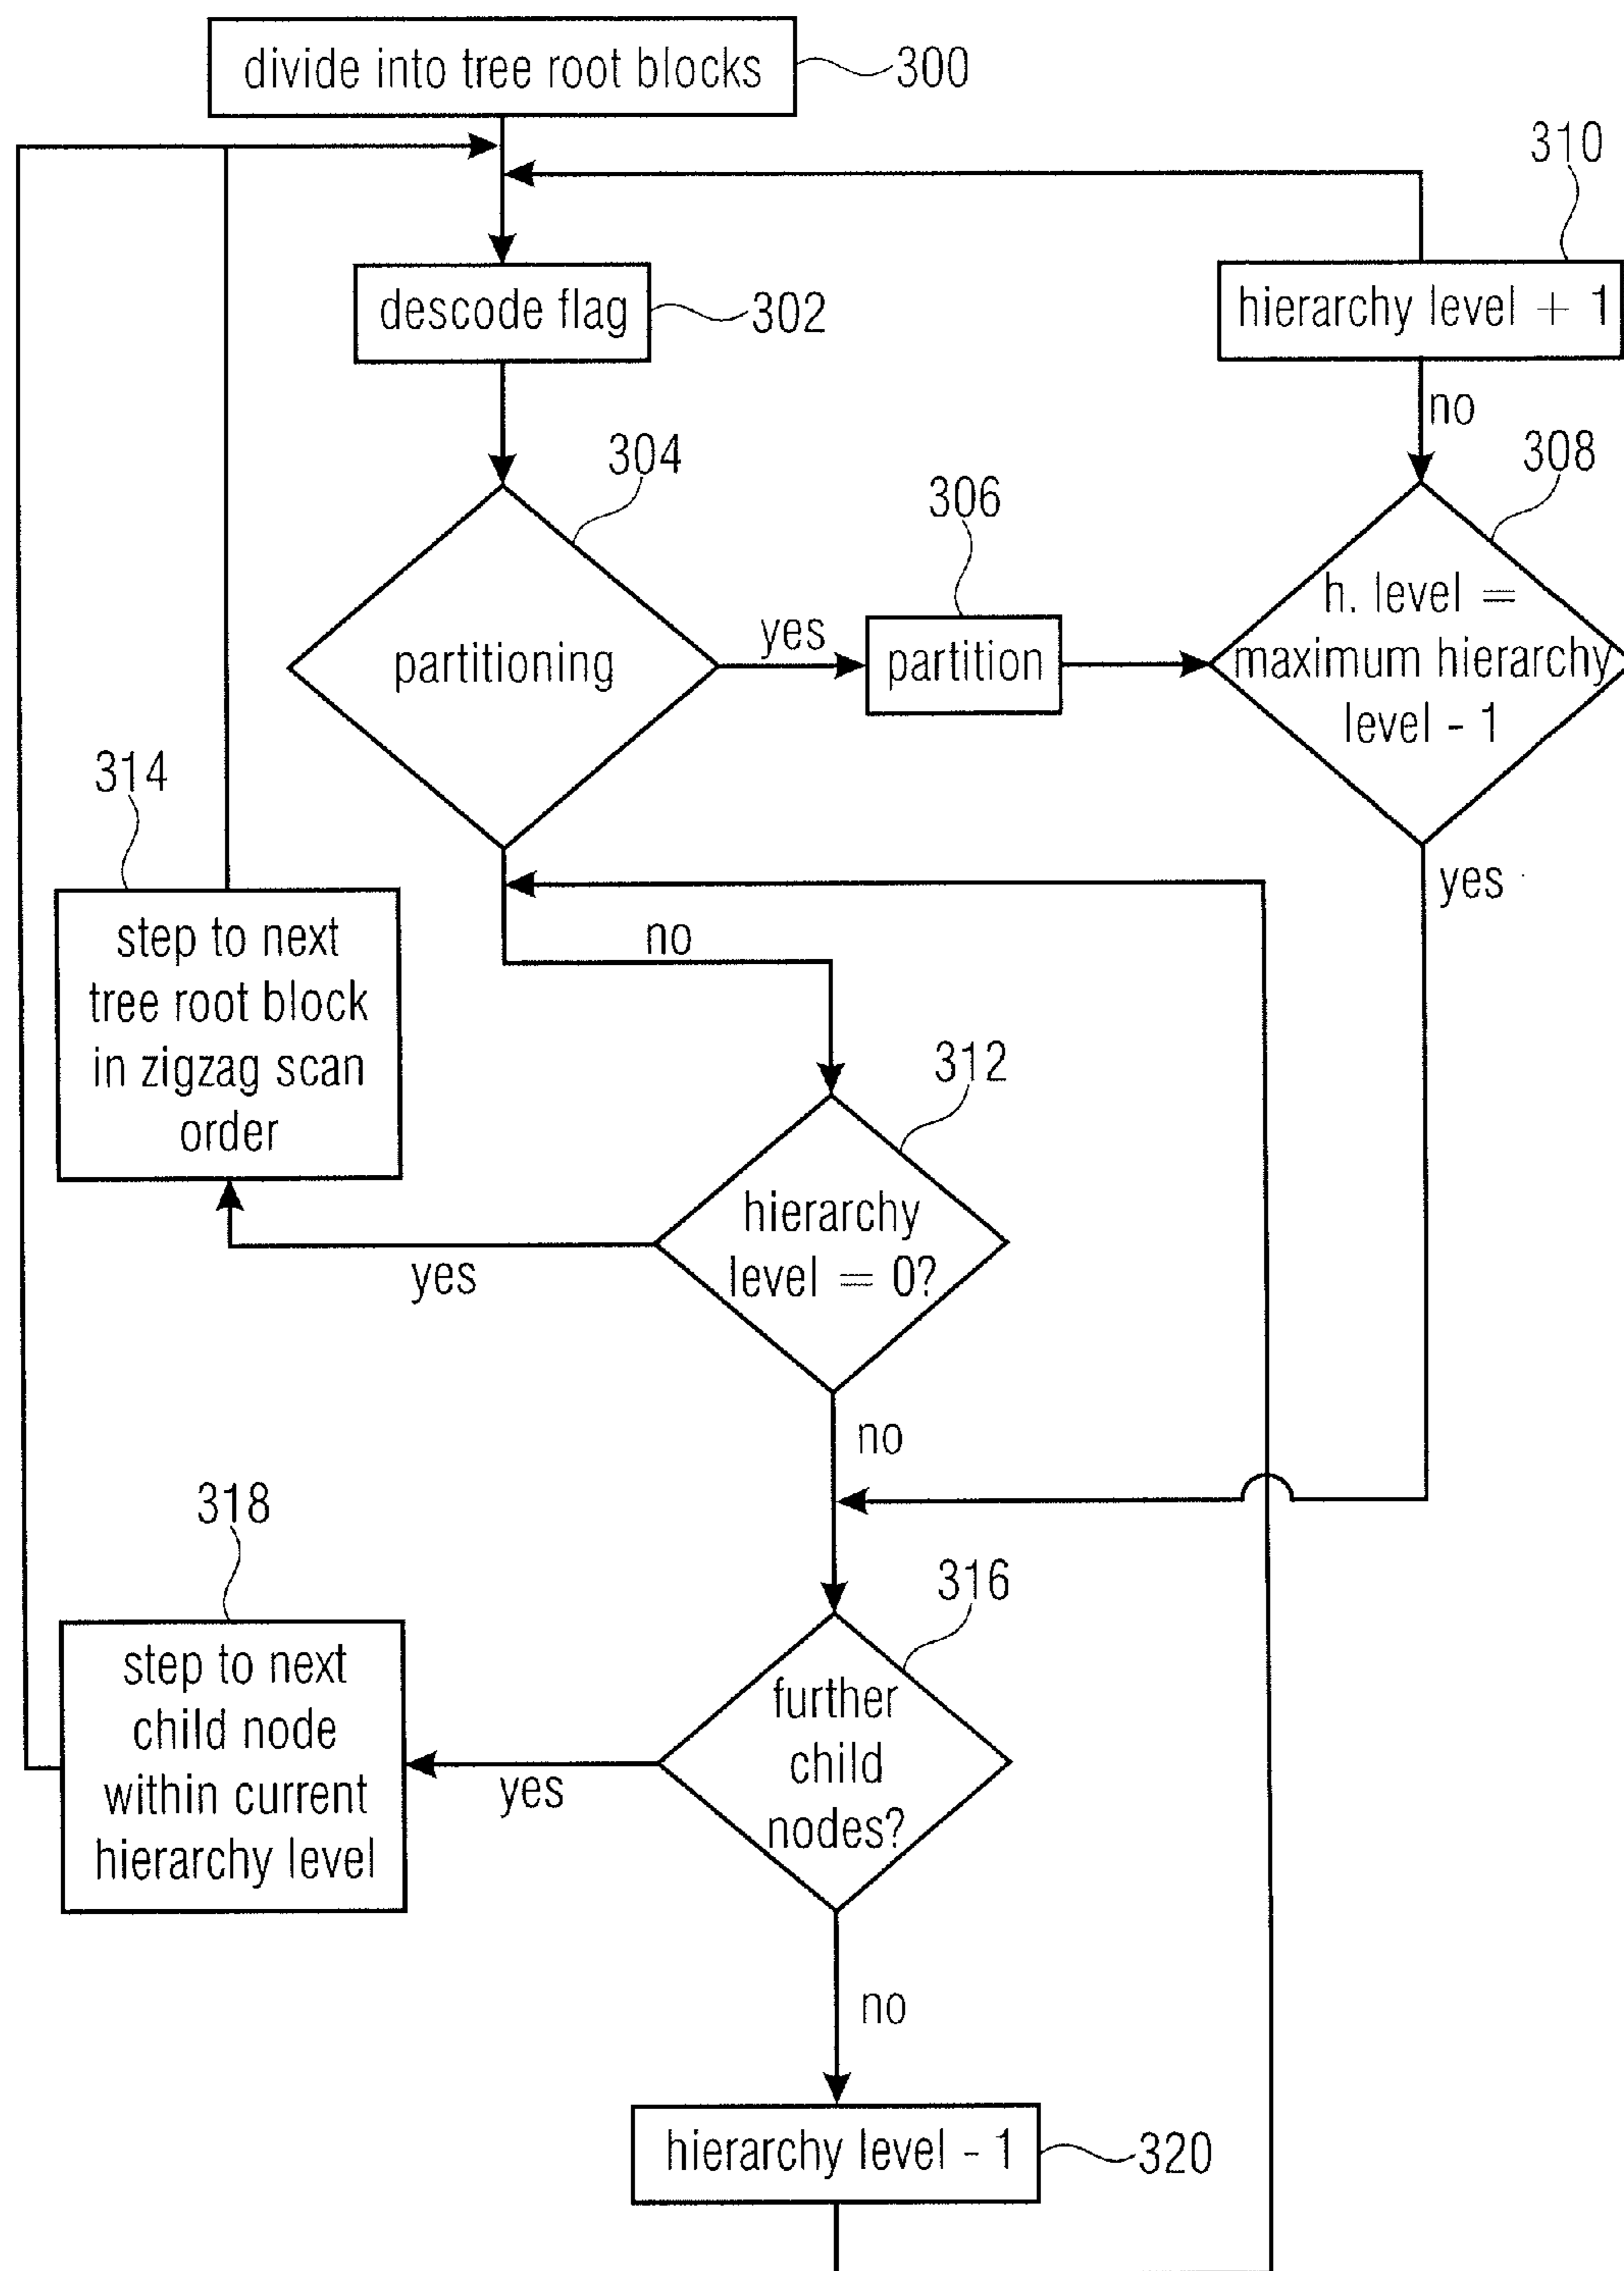 divide into tree root blocks
300
310
descode flag
302
hierarchy level + 1
no
304
308
306
h. level =
maximum hierarchy
level - 1
partitioning
yes
partition
314
yes
step to next
tree root block
in zigzag scan
order
no
312
hierarchy
level = 0?
yes
no
318
316
step to next
child node
within current
hierarchy level
further
child
nodes?
yes
no
hierarchy level - 1
320